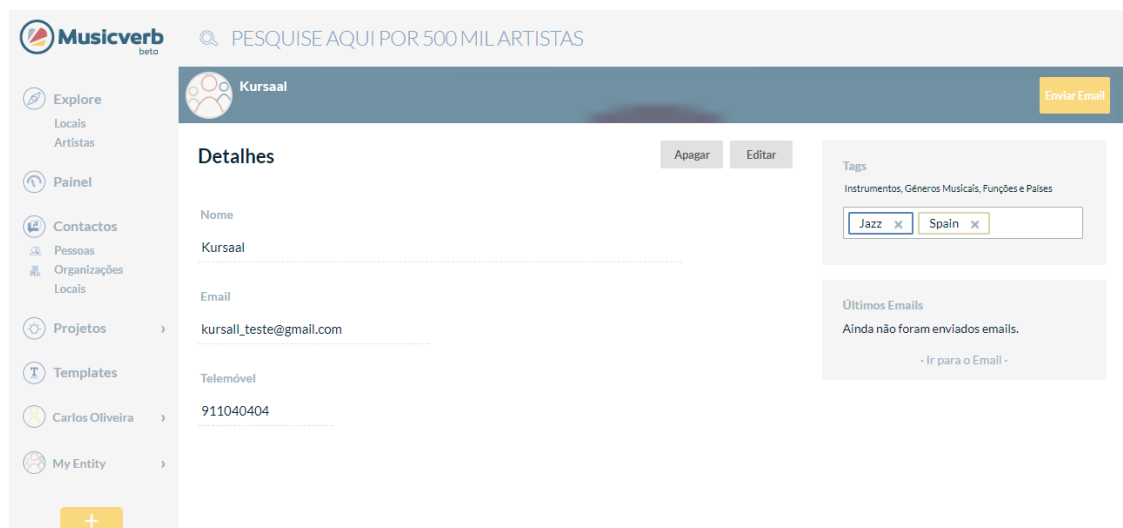 Musicverb
beta
PESQUISE AQUI POR 500 MIL ARTISTAS
Explore
Locais
Artistas
Painel
Contactos
Pessoas
Organizações
Locais
Projetos ›
Templates
Carlos Oliveira ›
My Entity ›
+
Kursaal
Enviar Email
Detalhes
Apagar
Editar
Nome
Kursaal
Email
kursall_teste@gmail.com
Telemóvel
911040404
Tags
Instrumentos, Géneros Musicais, Funções e Países
Jazz × Spain ×
Últimos Emails
Ainda não foram enviados emails.
· Ir para o Email ·